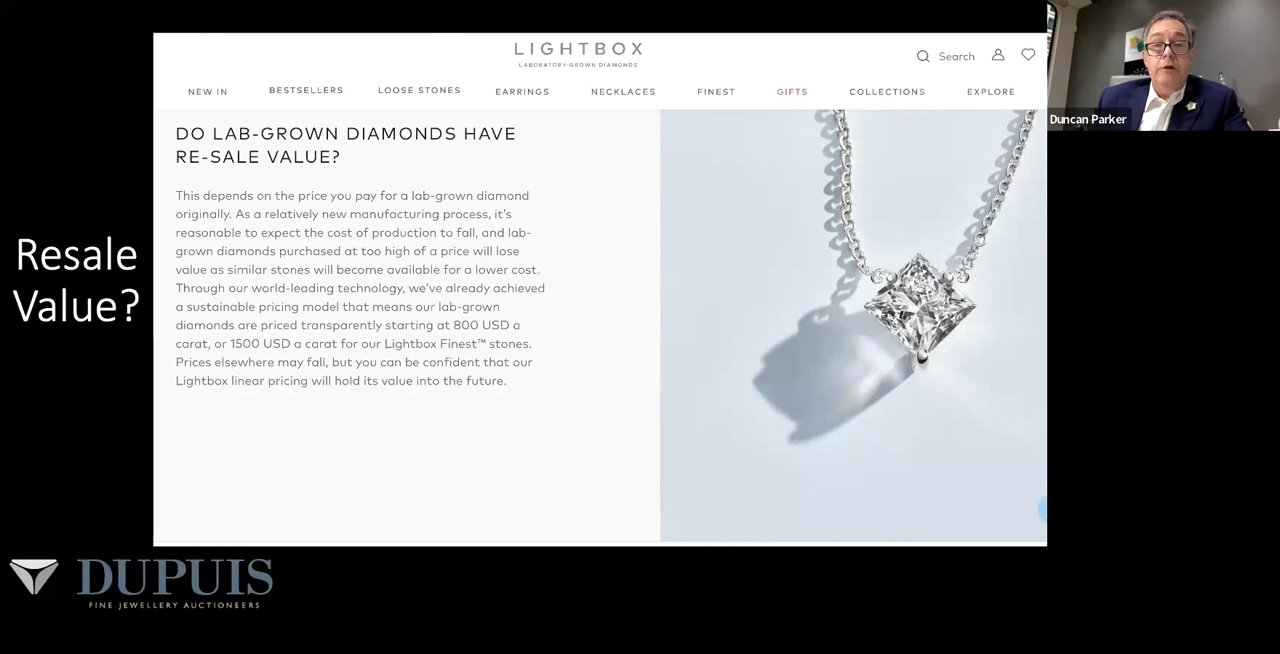 LIGHTBOX
LABORATORY-GROWN DIAMONDS
Search
NEW IN BESTSELLERS LOOSE STONES EARRINGS NECKLACES FINEST GIFTS COLLECTIONS EXPLORE
Duncan Parker
DO LAB-GROWN DIAMONDS HAVE
RE-SALE VALUE?
This depends on the price you pay for a lab-grown diamond
originally. As a relatively new manufacturing process, it's
reasonable to expect the cost of production to fall, and lab-
grown diamonds purchased at too high of a price will lose
value as similar stones will become available for a lower cost.
Through our world-leading technology, we've already achieved
a sustainable pricing model that means our lab-grown
diamonds are priced transparently starting at 800 USD a
carat, or 1500 USD a carat for our Lightbox Finest™ stones.
Prices elsewhere may fall, but you can be confident that our
Lightbox linear pricing will hold its value into the future.
Resale
Value?
DUPUIS
FINE JEWELLERY AUCTIONEERS